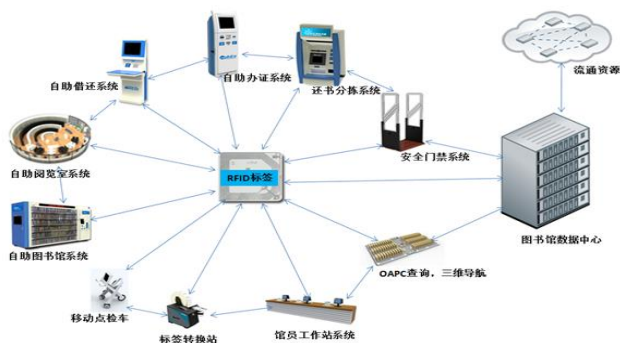 自助办证系统
还书分拣系统
流通资源
自助借还系统
安全门禁系统
自助阅览室系统
RFID标签
图书馆数据中心
自助图书馆系统
OAPC查询，三维导航
移动点检车
标签转换站
馆员工作站系统